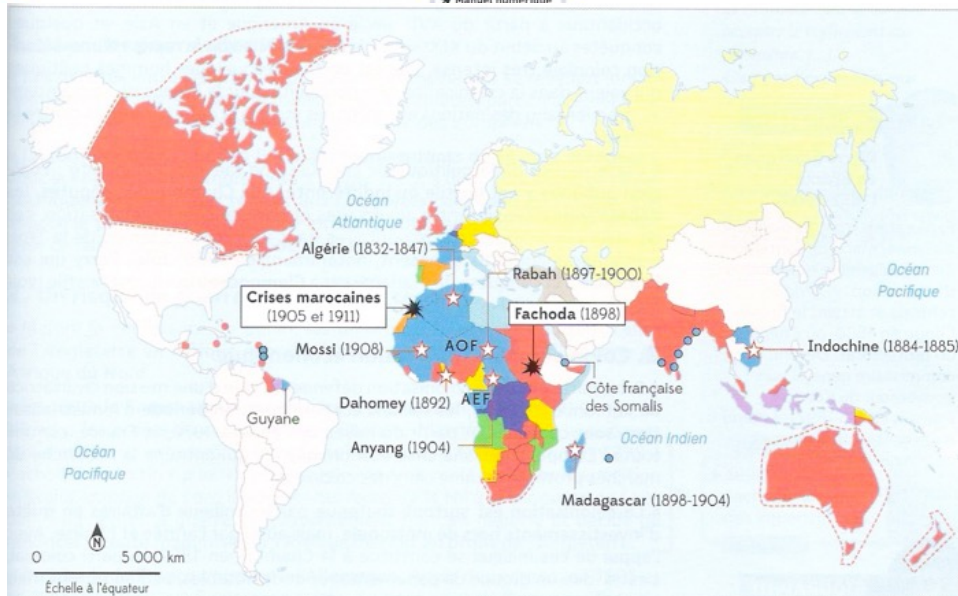 Manuel numérique
Océan
Atlantique
Algérie (1832-1847)
Rabah (1897-1900)
Océan
Pacifique
Crises marocaines
(1905 et 1911)
Fachoda (1898)
Mossi (1908)
AOF
Indochine (1884-1885)
Côte française
des Somalis
Guyane
Dahomey (1892)
AEF
Anyang (1904)
Océan Indien
Océan
Pacifique
Madagascar (1898-1904)
N
0 5 000 km
Échelle à l'équateur